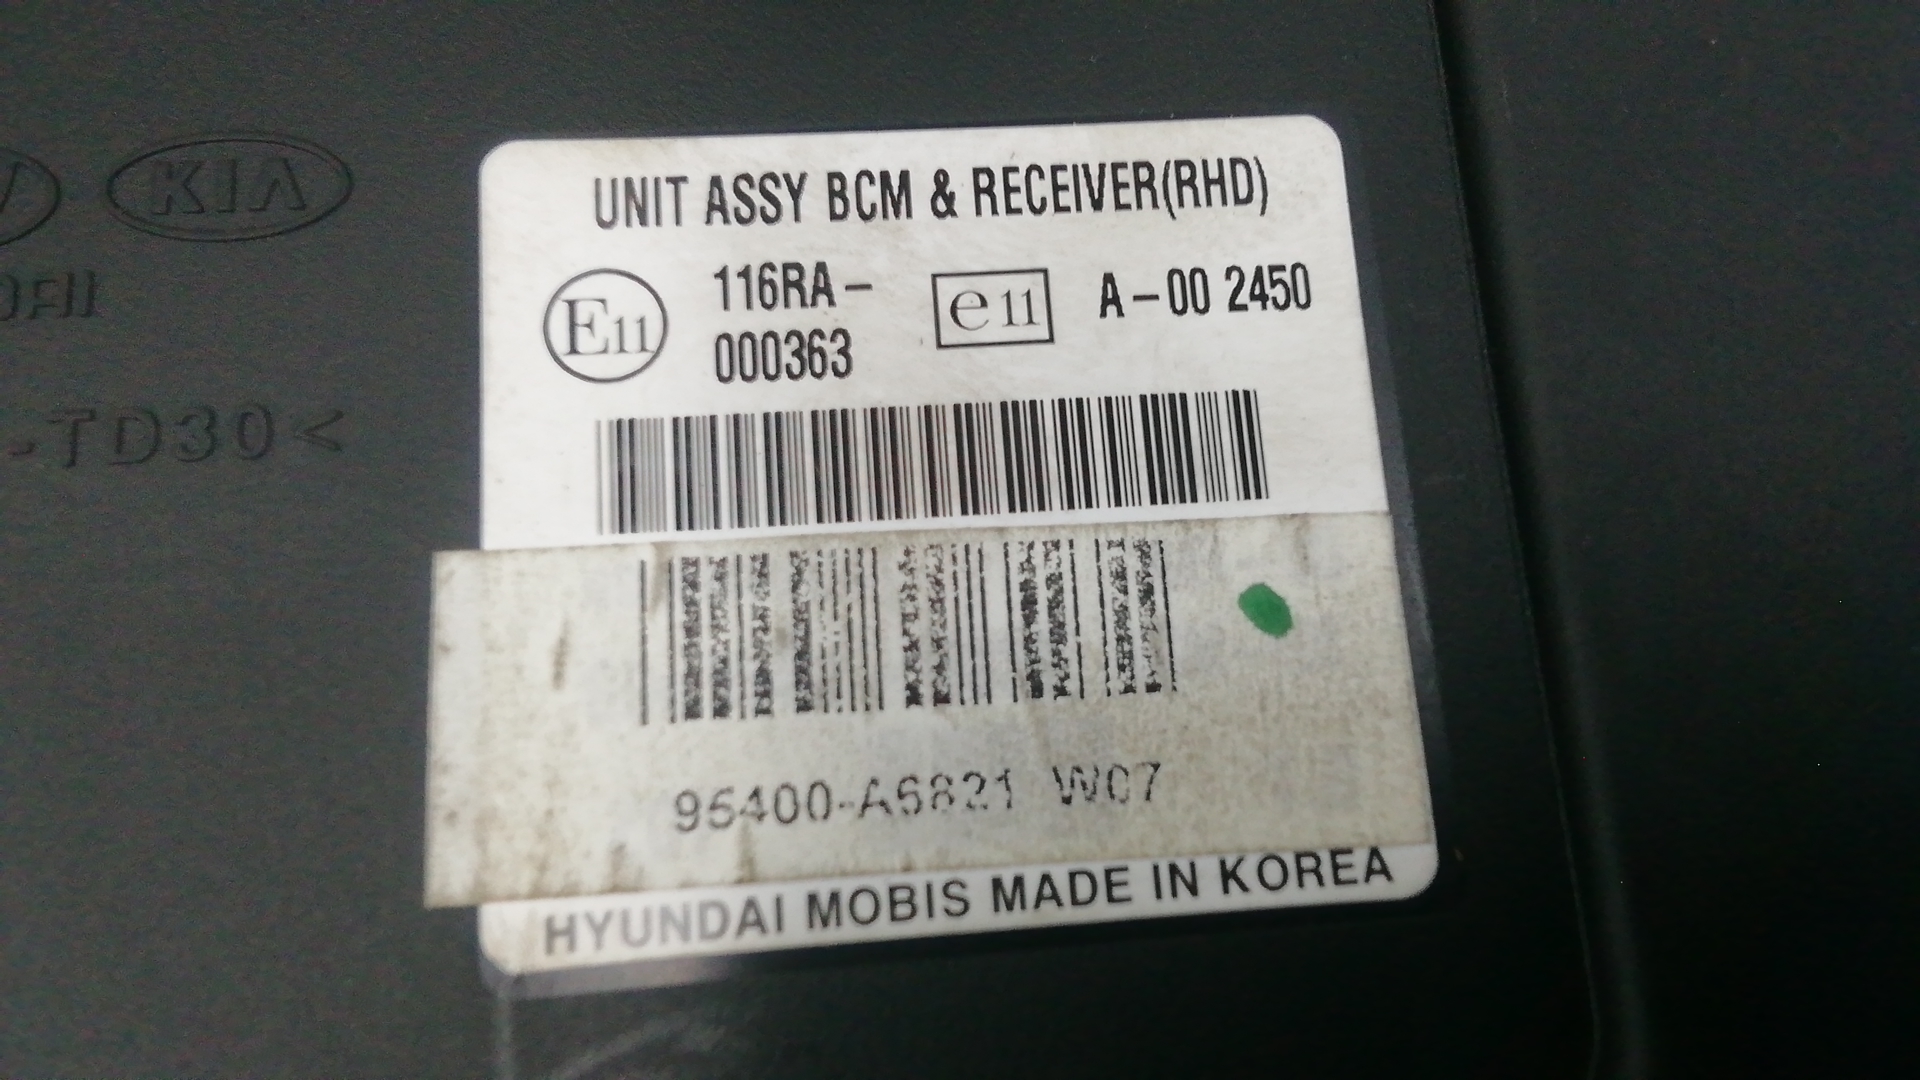 KIA
-TD30<
UNIT ASSY BCM & RECEIVER(RHD)
E11
116RA-
000363
e11
A-00 2450
95400-A6821 W07
HYUNDAI MOBIS MADE IN KOREA